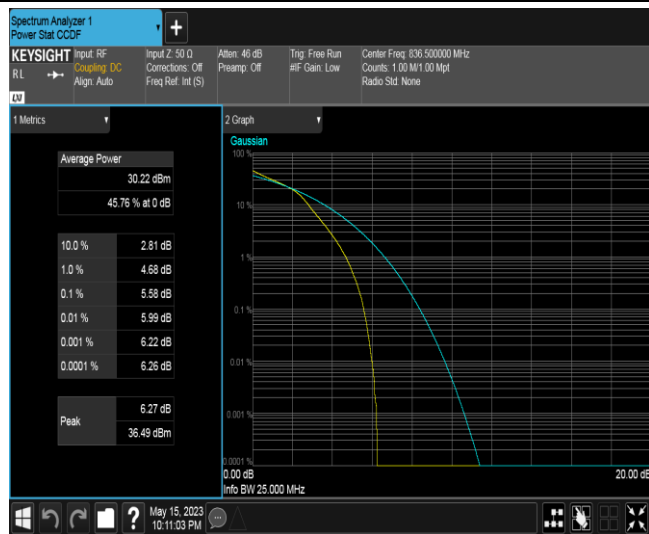 Spectrum Analyzer 1
Power Stat CCDF
+
KEYSIGHT
RL
LXI
Input: RF
Coupling: DC
Align: Auto
Input Z: 50 Ω
Corrections: Off
Freq Ref: Int (S)
Atten: 46 dB
Preamp: Off
Trig: Free Run
#IF Gain: Low
Center Freq: 836.500000 MHz
Counts: 1.00 M/1.00 Mpt
Radio Std: None
1 Metrics
Average Power
30.22 dBm
45.76 % at 0 dB
10.0 % 2.81 dB
1.0 % 4.68 dB
0.1 % 5.58 dB
0.01 % 5.99 dB
0.001 % 6.22 dB
0.0001 % 6.26 dB
Peak
6.27 dB
36.49 dBm
2 Graph
Gaussian
100 %
10 %
1 %
0.1 %
0.01 %
0.001 %
0.0001 %
0.00 dB
20.00 dB
Info BW 25.000 MHz
?
May 15, 2023
10:11:03 PM